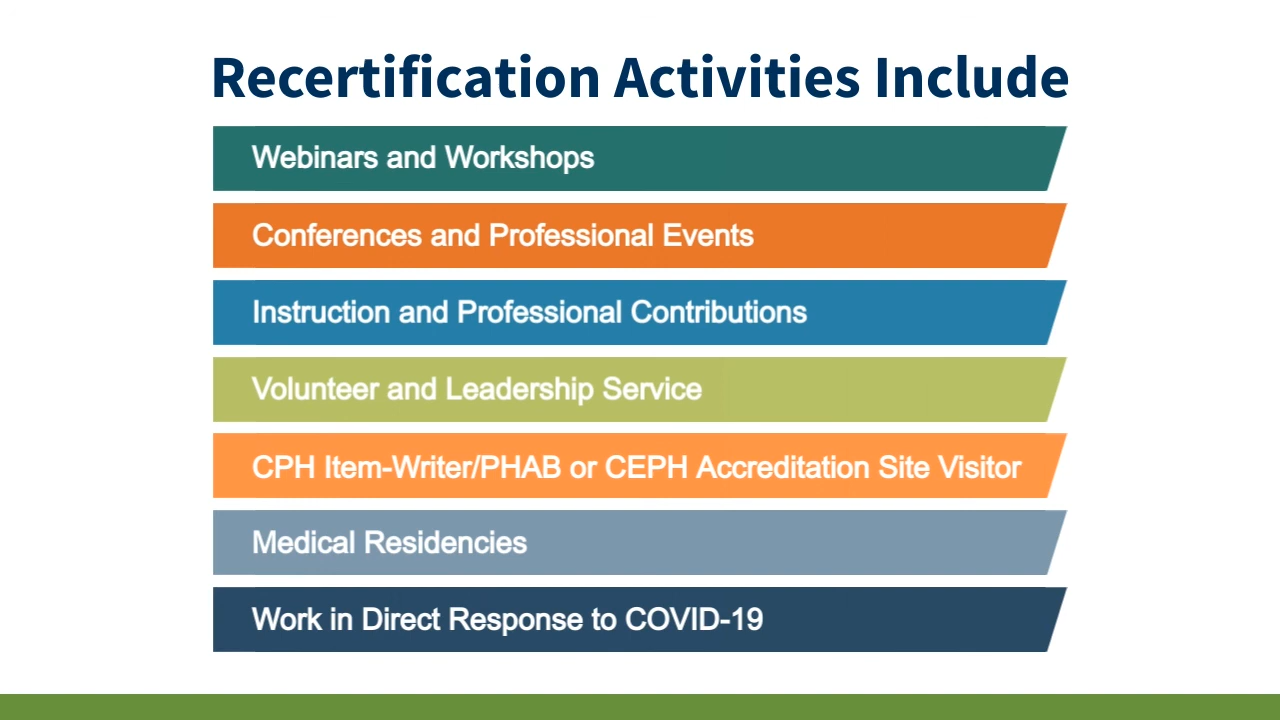 Recertification Activities Include
Webinars and Workshops
Conferences and Professional Events
Instruction and Professional Contributions
Volunteer and Leadership Service
CPH Item-Writer/PHAB or CEPH Accreditation Site Visitor
Medical Residencies
Work in Direct Response to COVID-19